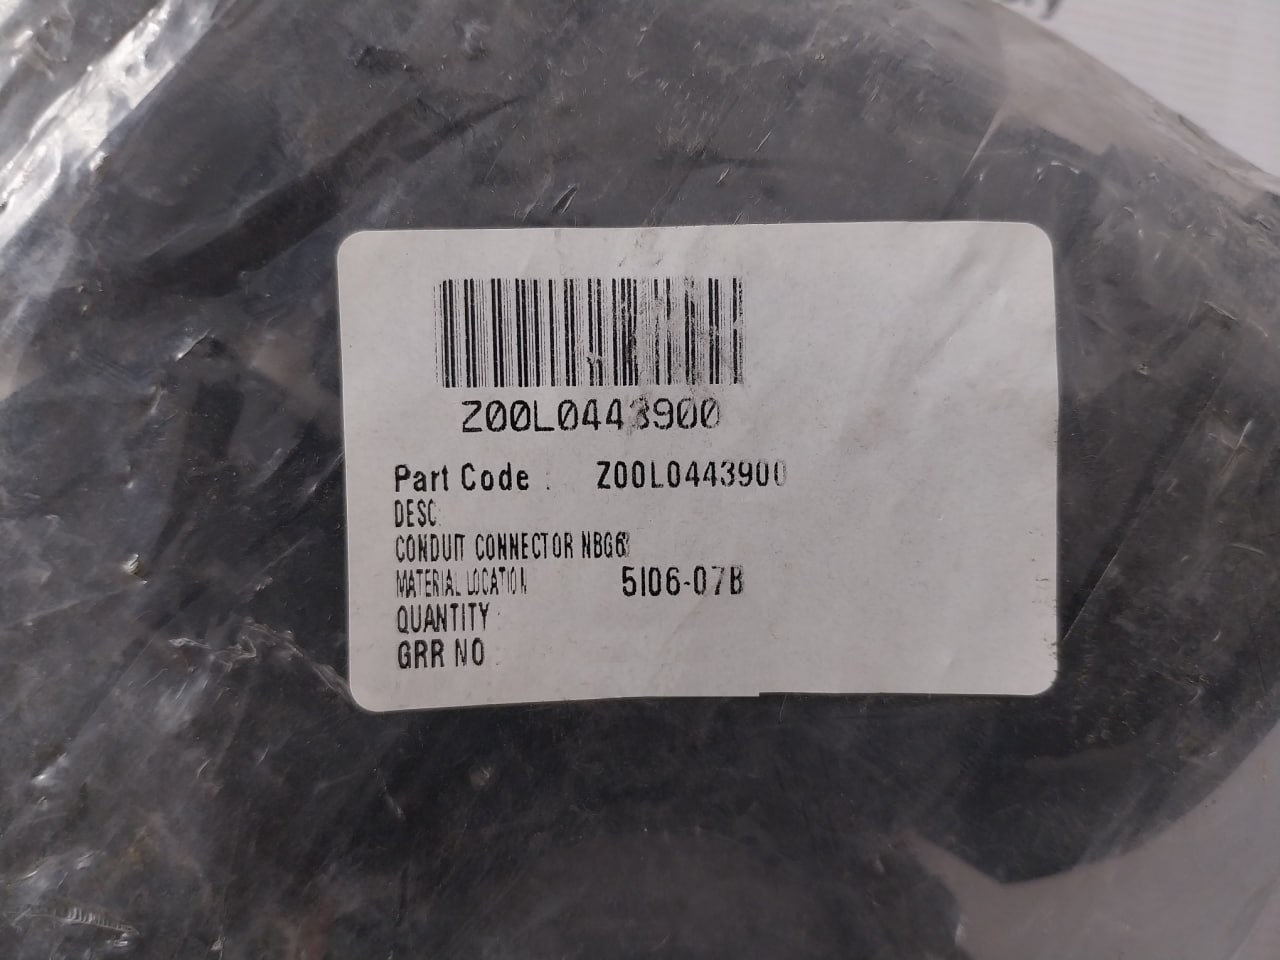 Z00L0443900
Part Code : Z00L0443900
DESC
CONDUIT CONNECTOR NBG6
MATERIAL LOCATION 5I06-07B
QUANTITY :
GRR NO